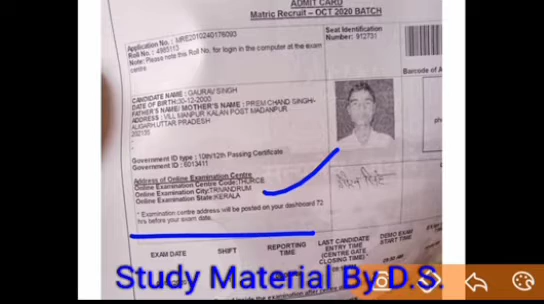 ADMIT CARD
Matric Recruit – OCT 2020 BATCH
Application No. : MRE2010240176093
Roll No. : 4985113
Note: Please note this Roll No. for login in the computer at the exam centre
Seat Identification
Number: 912731
Barcode of A
CANDIDATE NAME : GAURAV SINGH
DATE OF BIRTH:30-12-2000
FATHER'S NAME/ MOTHER'S NAME : PREM CHAND SINGH-
ADDRESS : VILL MANPUR KALAN POST MADANPUR,
ALIGARH,UTTAR PRADESH
Government ID type : 10th/12th Passing Certificate
Government ID : 6013411
Address of Online Examination Centre
Online Examination Centre Code:THORCE
Online Examination City:TRIVANDRUM
Online Examination State:KERALA
* Examination centre address will be posted on your dashboard 72
hrs before your exam date.
EXAM DATE
SHIFT
REPORTING
TIME
LAST CANDIDATE
ENTRY TIME
(CENTRE GATE
CLOSING TIME)*
DEMO EXAM
START TIME
Study Material By D.S.